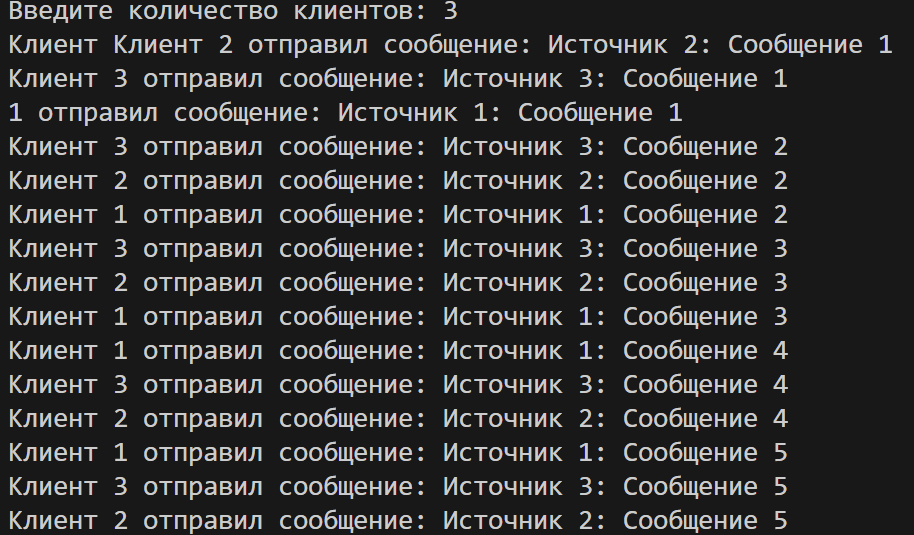 Введите количество клиентов: 3
Клиент Клиент 2 отправил сообщение: Источник 2: Сообщение 1
Клиент 3 отправил сообщение: Источник 3: Сообщение 1
1 отправил сообщение: Источник 1: Сообщение 1
Клиент 3 отправил сообщение: Источник 3: Сообщение 2
Клиент 2 отправил сообщение: Источник 2: Сообщение 2
Клиент 1 отправил сообщение: Источник 1: Сообщение 2
Клиент 3 отправил сообщение: Источник 3: Сообщение 3
Клиент 2 отправил сообщение: Источник 2: Сообщение 3
Клиент 1 отправил сообщение: Источник 1: Сообщение 3
Клиент 1 отправил сообщение: Источник 1: Сообщение 4
Клиент 3 отправил сообщение: Источник 3: Сообщение 4
Клиент 2 отправил сообщение: Источник 2: Сообщение 4
Клиент 1 отправил сообщение: Источник 1: Сообщение 5
Клиент 3 отправил сообщение: Источник 3: Сообщение 5
Клиент 2 отправил сообщение: Источник 2: Сообщение 5